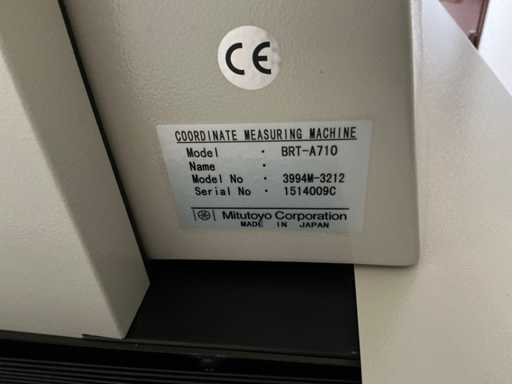 CE
COORDINATE MEASURING MACHINE
Model · BRT-A710
Name ·
Model No · 3994M-3212
Serial No · 1514009C
Mitutoyo Corporation
MADE IN JAPAN